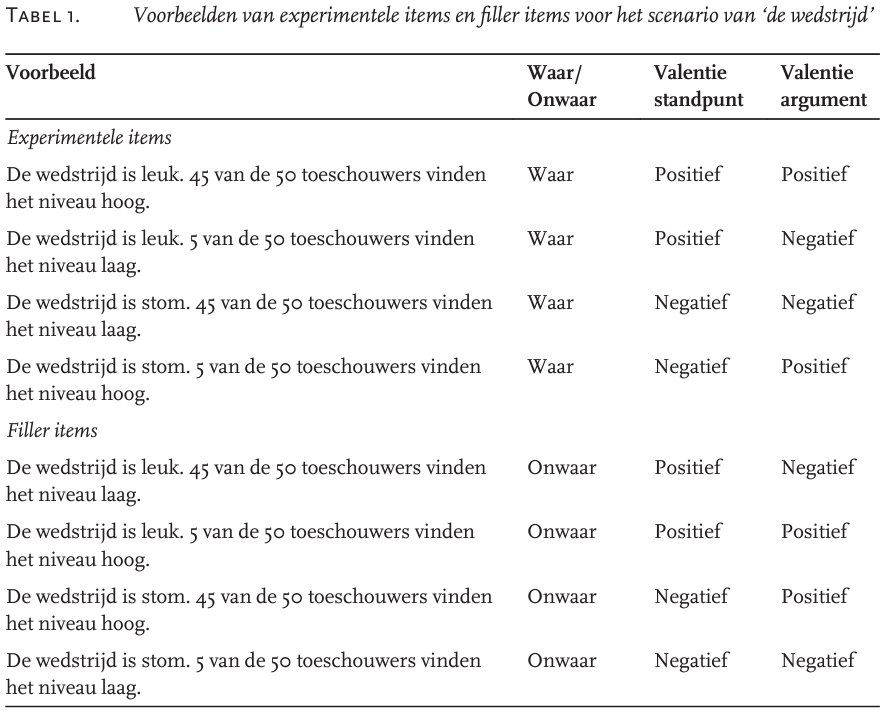 TABEL 1. Voorbeelden van experimentele items en filler items voor het scenario van ‘de wedstrijd’
Voorbeeld Waar/ Valentie Valentie
Onwaar standpunt argument
Experimentele items
De wedstrijd is leuk. 45 van de 50 toeschouwers vinden Waar Positief Positief
het niveau hoog.
De wedstrijd is leuk. 5 van de 50 toeschouwers vinden Waar Positief Negatief
het niveau laag.
De wedstrijd is stom. 45 van de 50 toeschouwers vinden Waar Negatief Negatief
het niveau laag.
De wedstrijd is stom. 5 van de 50 toeschouwers vinden Waar Negatief Positief
het niveau hoog.
Filler items
De wedstrijd is leuk. 45 van de 50 toeschouwers vinden Onwaar Positief Negatief
het niveau laag.
De wedstrijd is leuk. 5 van de 50 toeschouwers vinden Onwaar Positief Positief
het niveau hoog.
De wedstrijd is stom. 45 van de 50 toeschouwers vinden Onwaar Negatief Positief
het niveau hoog.
De wedstrijd is stom. 5 van de 50 toeschouwers vinden Onwaar Negatief Negatief
het niveau laag.